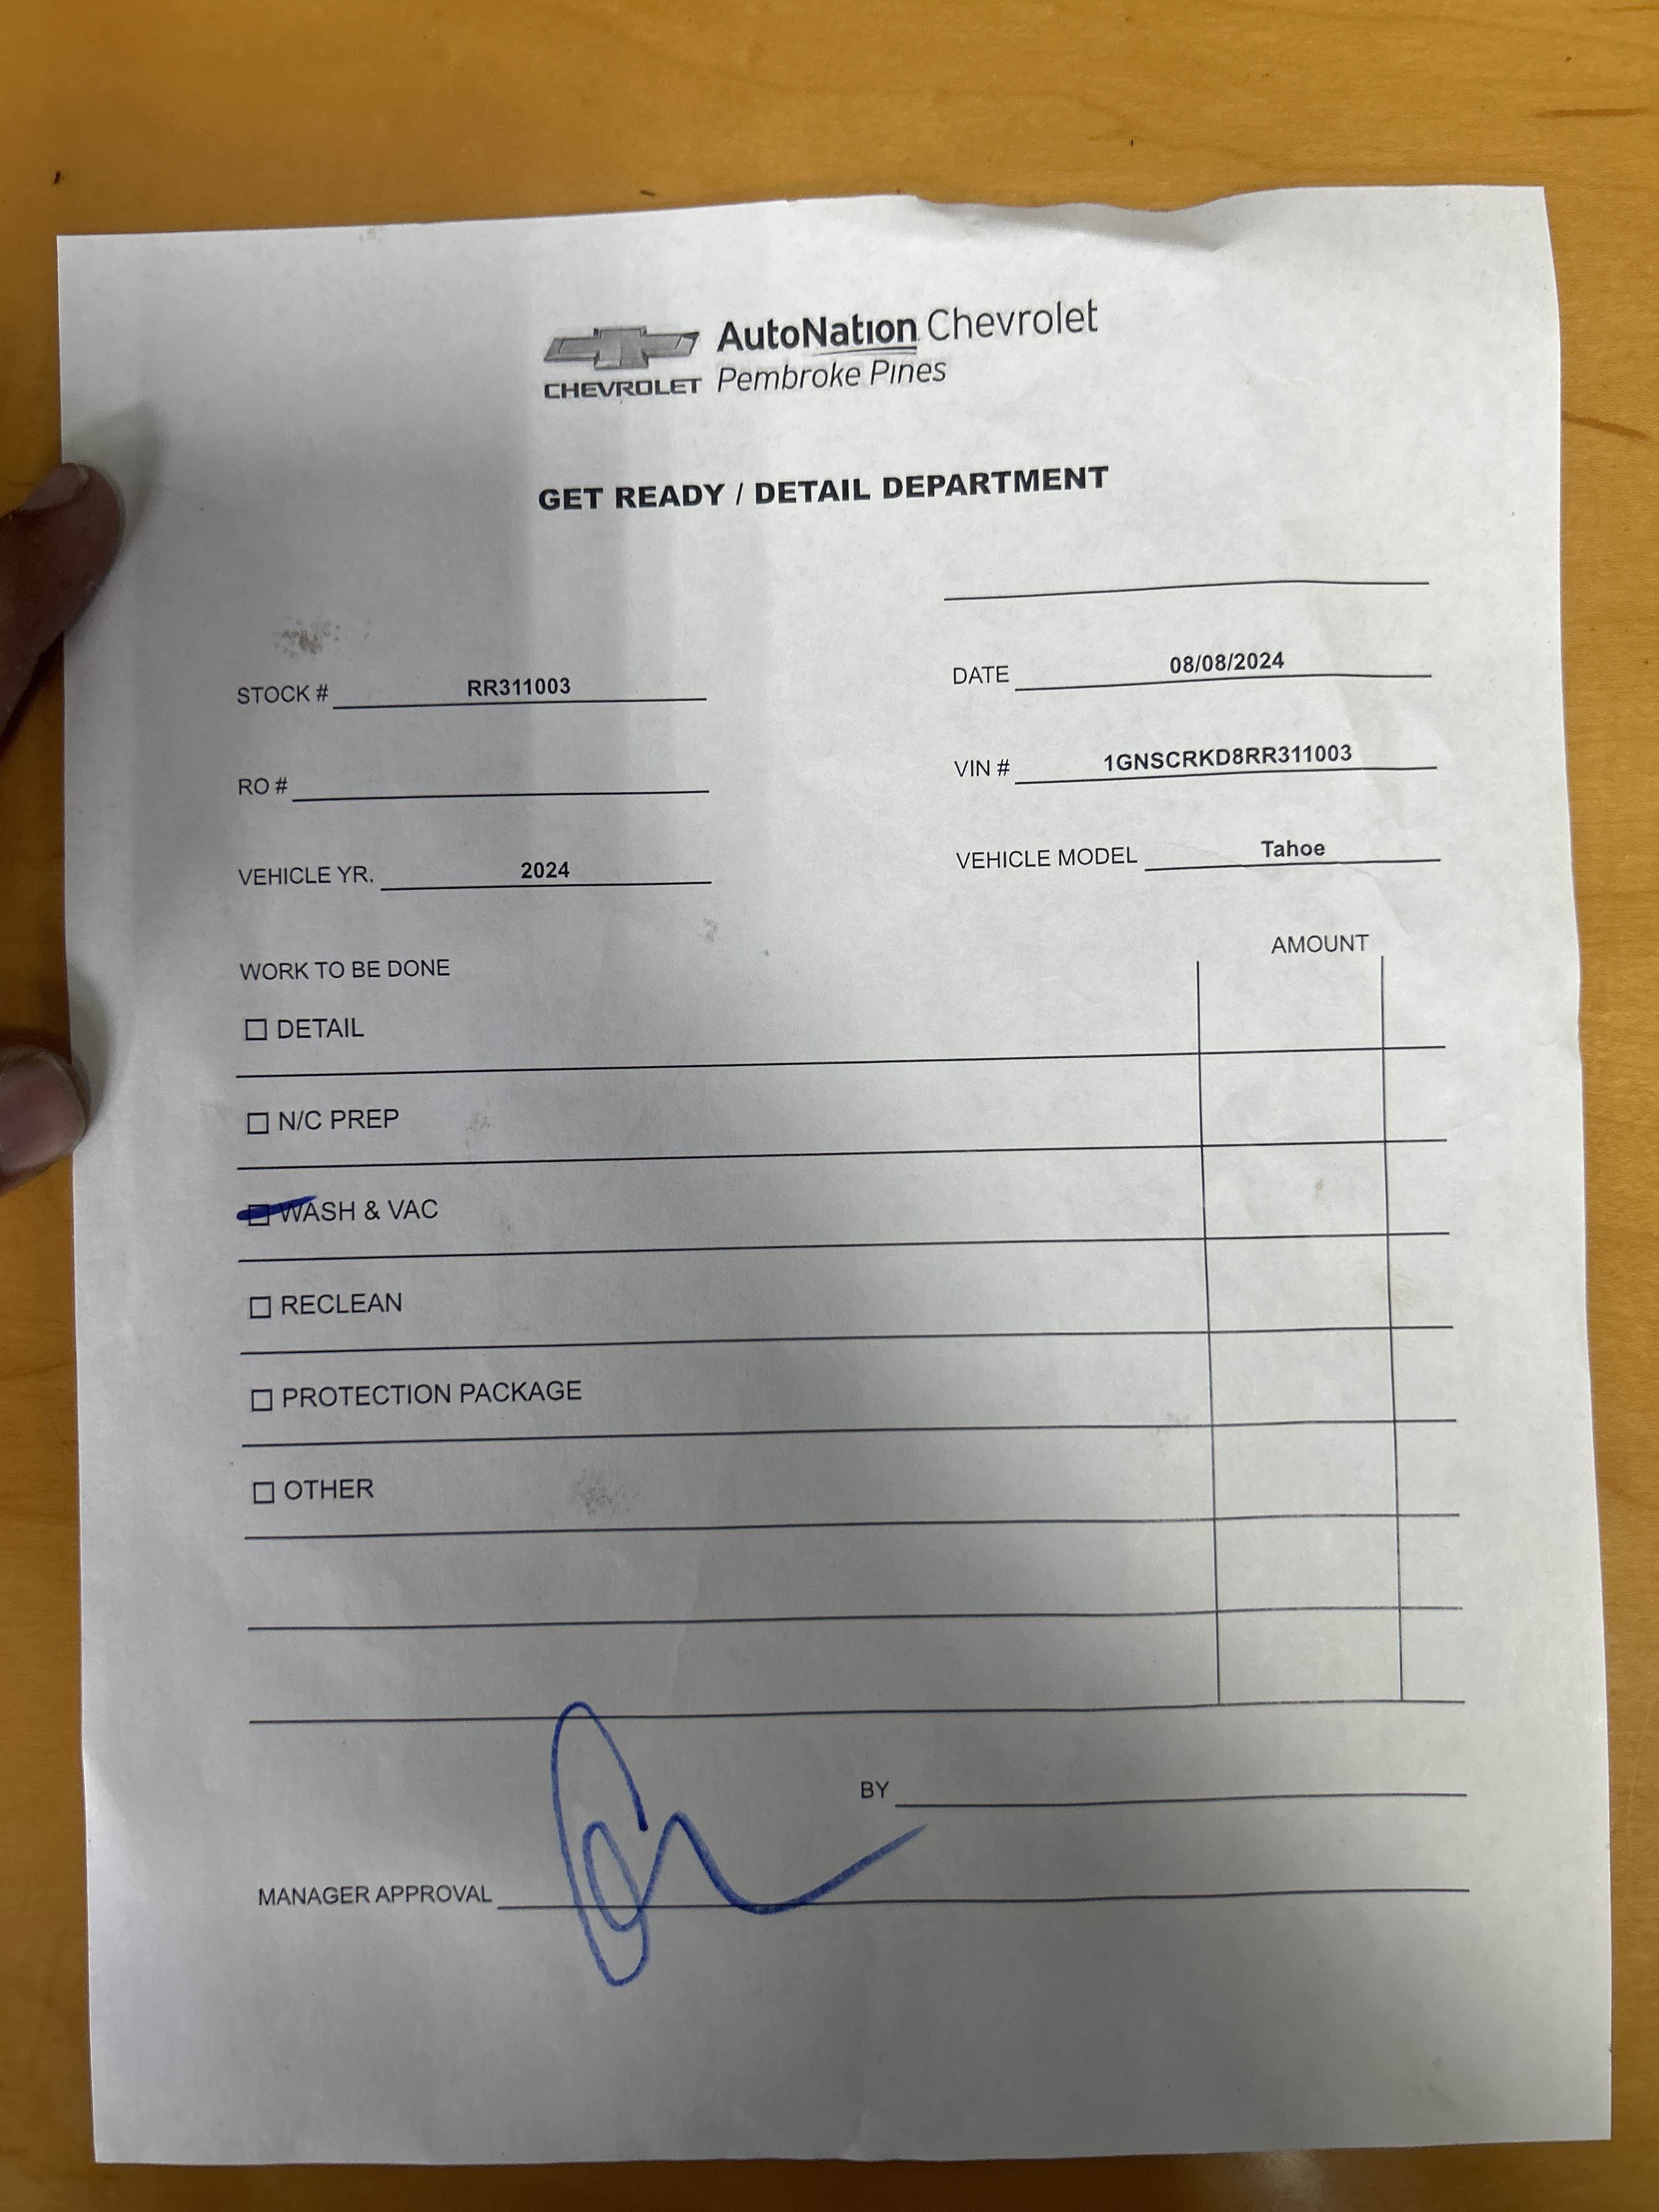 AutoNation Chevrolet
CHEVROLET Pembroke Pines
GET READY / DETAIL DEPARTMENT
STOCK # RR311003 DATE 08/08/2024
RO # VIN # 1GNSCRKD8RR311003
VEHICLE YR. 2024 VEHICLE MODEL Tahoe
WORK TO BE DONE AMOUNT
DETAIL
N/C PREP
WASH & VAC
RECLEAN
PROTECTION PACKAGE
OTHER
BY
MANAGER APPROVAL